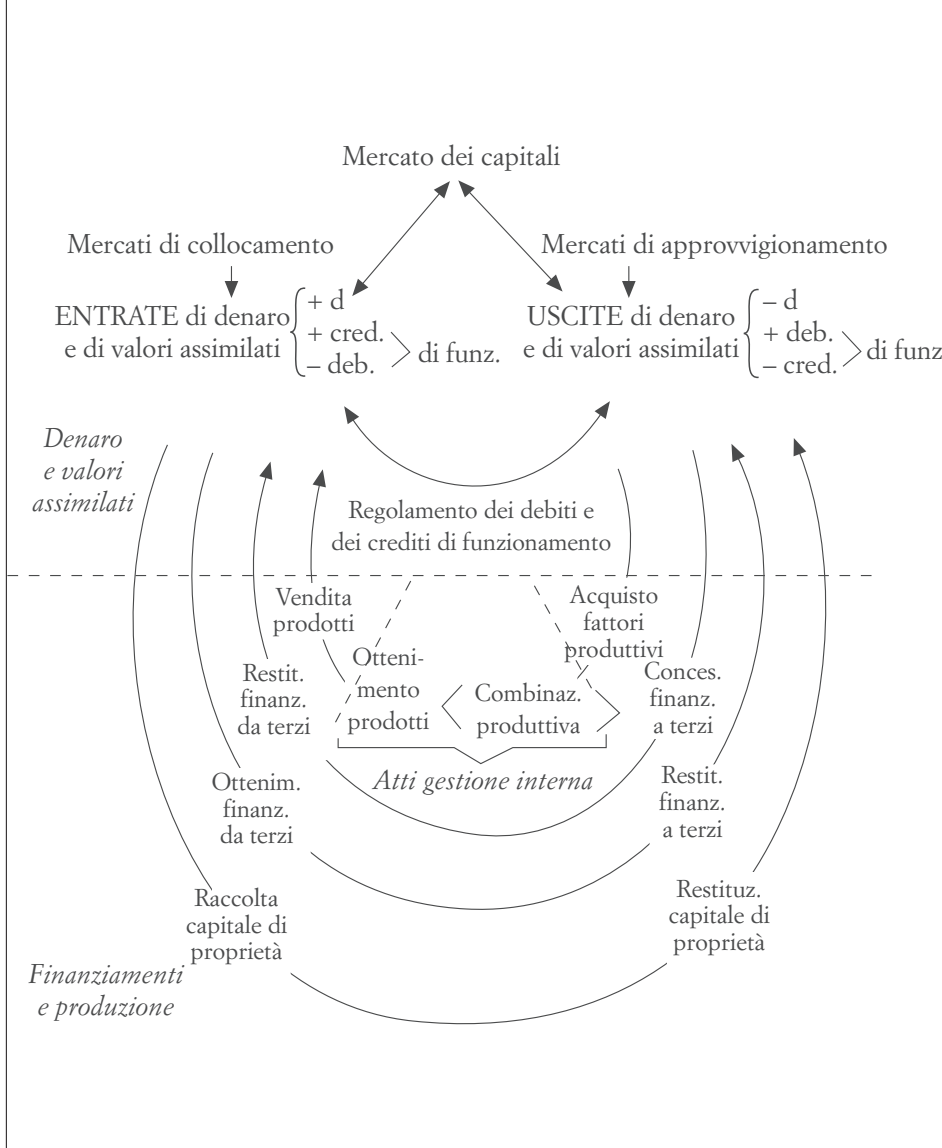 Mercato dei capitali
Mercati di collocamento
Mercati di approvvigionamento
ENTRATE di denaro
e di valori assimilati
+ d
+ cred.
– deb.
di funz.
USCITE di denaro
e di valori assimilati
– d
+ deb.
– cred.
di funz
Denaro
e valori
assimilati
Regolamento dei debiti e
dei crediti di funzionamento
Vendita
prodotti
Acquisto
fattori
produttivi
Restit.
finanz.
da terzi
Otteni-
mento
prodotti
Combinaz.
produttiva
Conces.
finanz.
a terzi
Atti gestione interna
Ottenim.
finanz.
da terzi
Restit.
finanz.
a terzi
Raccolta
capitale di
proprietà
Restituz.
capitale di
proprietà
Finanziamenti
e produzione